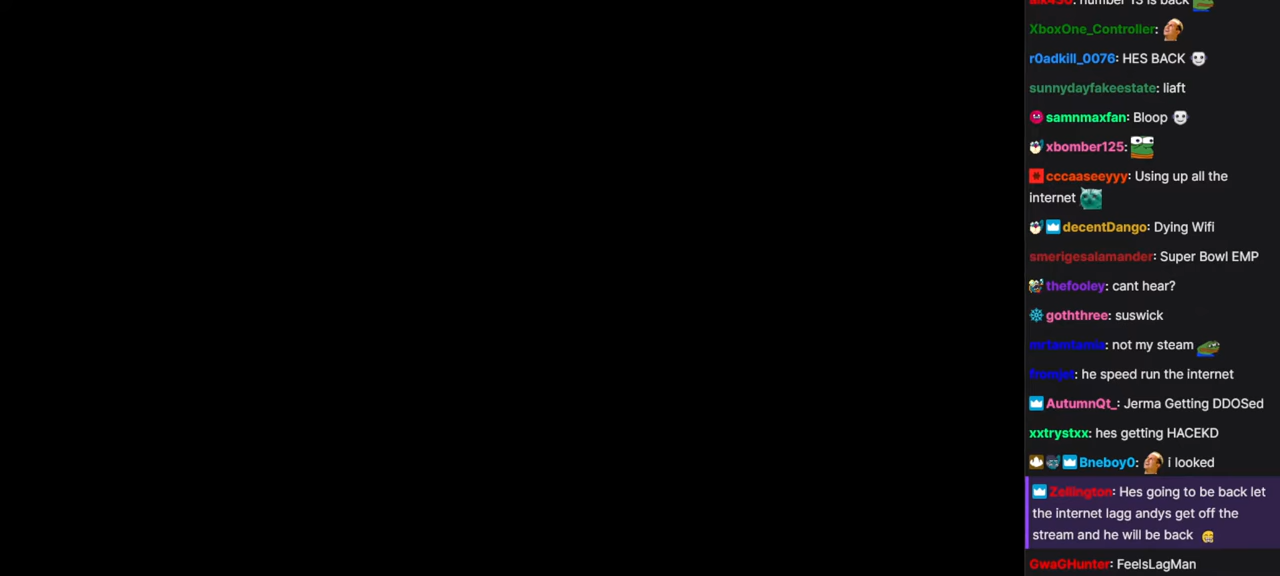 number 13 is back
XboxOne_Controller:
r0adkill_0076: HES BACK
sunnydayfakeestate: liaft
samnmaxfan: Bloop
xbomber125:
cccaaseeyyy: Using up all the
internet
decentDango: Dying Wifi
smerigesalamander: Super Bowl EMP
thefooley: cant hear?
goththree: suswick
mrtamtamis: not my steam
fromjet: he speed run the internet
AutumnQt_: Jerma Getting DDOSed
xxtrystxx: hes getting HACEKD
Bneboy0: i looked
Zellington: Hes going to be back let
the internet lagg andys get off the
stream and he will be back
GwaGHunter: FeelsLagMan